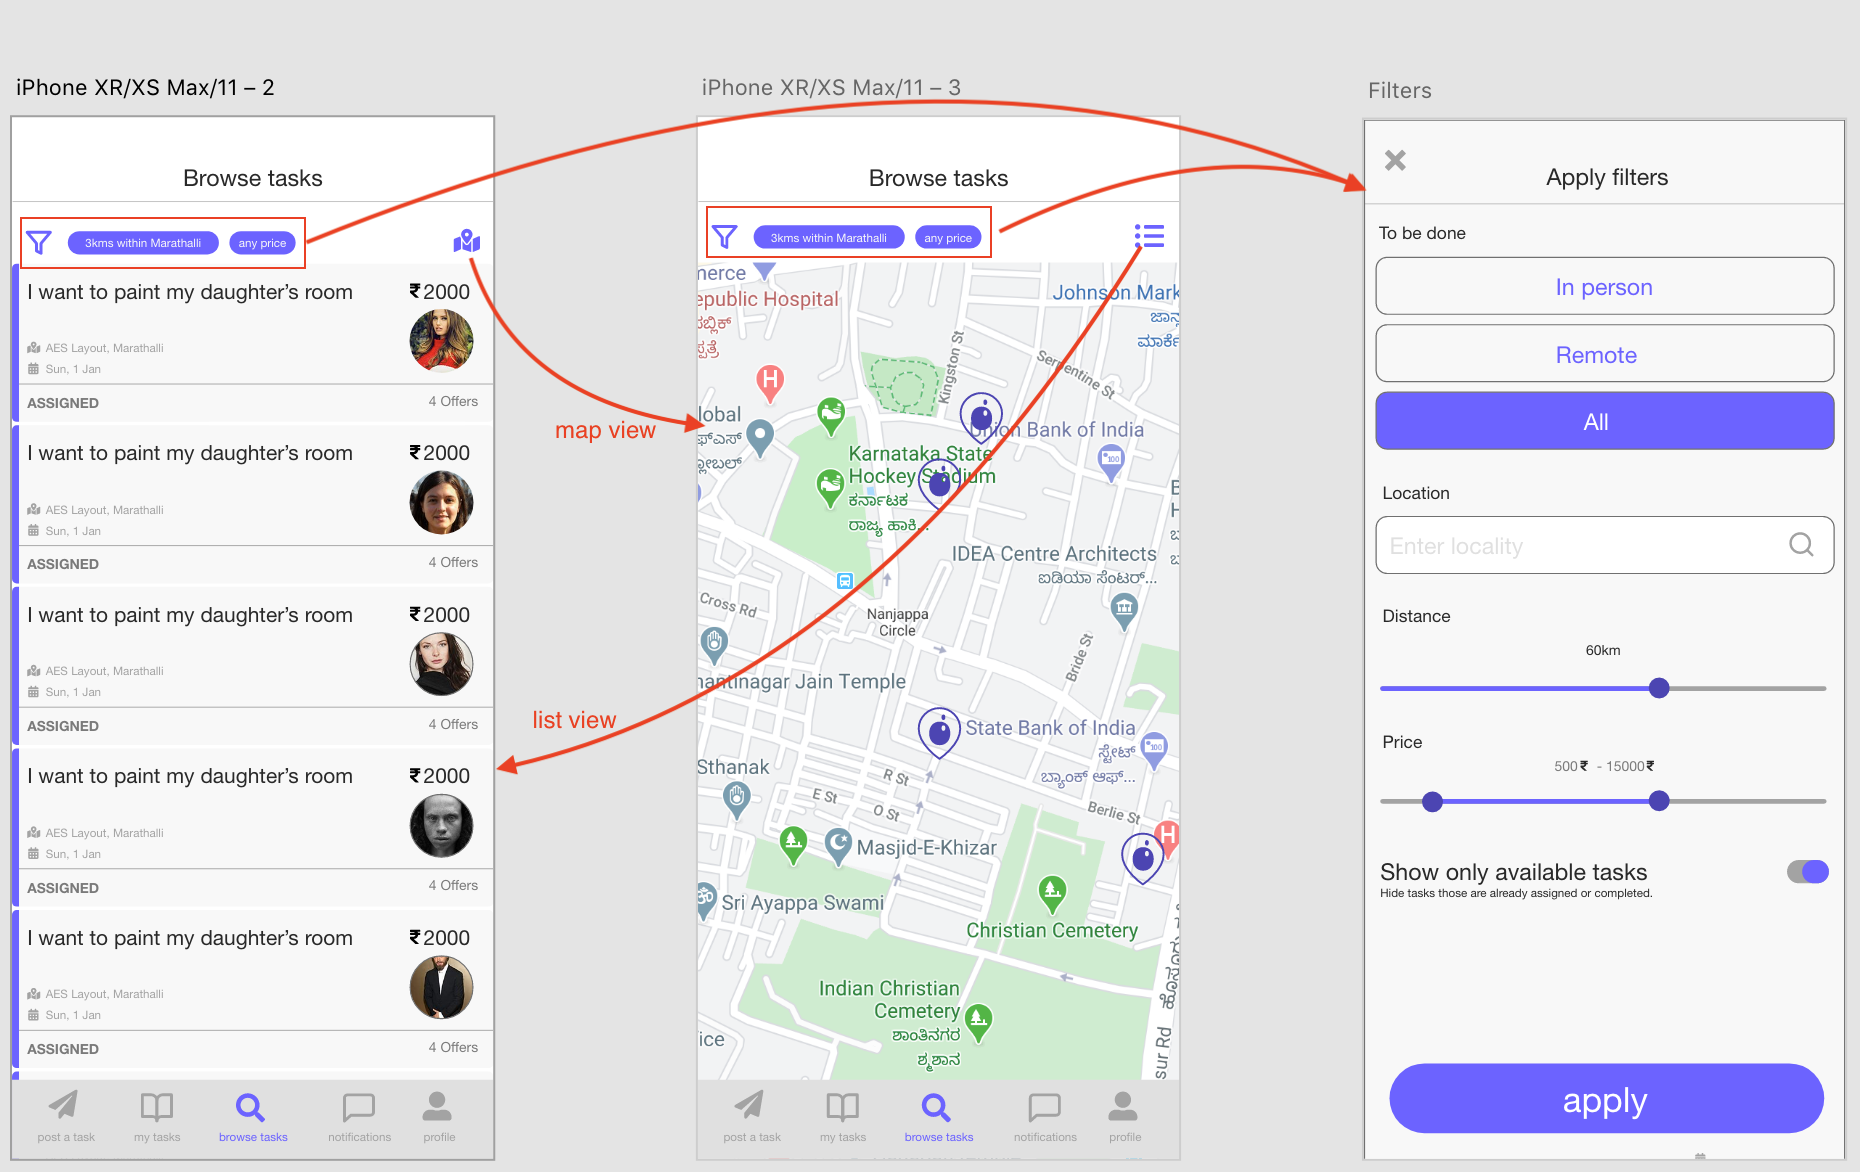 iPhone XR/XS Max/11 – 2
Browse tasks
3kms within Marathalli
any price
I want to paint my daughter's room
₹2000
AES Layout, Marathalli
Sun, 1 Jan
ASSIGNED
4 Offers
I want to paint my daughter's room
₹2000
AES Layout, Marathalli
Sun, 1 Jan
ASSIGNED
4 Offers
I want to paint my daughter's room
₹2000
AES Layout, Marathalli
Sun, 1 Jan
ASSIGNED
4 Offers
I want to paint my daughter's room
₹2000
AES Layout, Marathalli
Sun, 1 Jan
ASSIGNED
4 Offers
I want to paint my daughter's room
₹2000
AES Layout, Marathalli
Sun, 1 Jan
ASSIGNED
4 Offers
post a task
my tasks
browse tasks
notifications
profile
map view
list view
iPhone XR/XS Max/11 – 3
Browse tasks
3kms within Marathalli
any price
merce
epublic Hospital
ಸಬ್ಲಿಕ್
ಸ್ಪತ್ರೆ
Johnson Mark
ಜಾನ್ಸ
ಮಾರ್ಕೆ
Kingston St
Serpentine St
H
lobal
ಫ್ಎಸ್
ಲೋಬಲ್
Union Bank of India
100
Karnataka State
Hockey Stadium
ಕರ್ನಾಟಕ
ರಾಜ್ಯ ಹಾಕಿ...
IDEA Centre Architects
ಐಡಿಯಾ ಸೆಂಟರ್...
Cross Rd
Nanjappa
Circle
Bride St
hantinagar Jain Temple
State Bank of India
ಸ್ಟೇಟ್
ಬ್ಯಾಂಕ್ ಆಫ್...
100
Sthanak
R St
E St
O St
Berlie St
H
Masjid-E-Khizar
Sri Ayappa Swami
Christian Cemetery
Indian Christian
Cemetery
ಶಾಂತಿನಗರ
ಶ್ಮಶಾನ
ice
sur Rd
post a task
my tasks
browse tasks
notifications
profile
Filters
Apply filters
To be done
In person
Remote
All
Location
Enter locality
Distance
60km
Price
500₹ - 15000₹
Show only available tasks
Hide tasks those are already assigned or completed.
apply